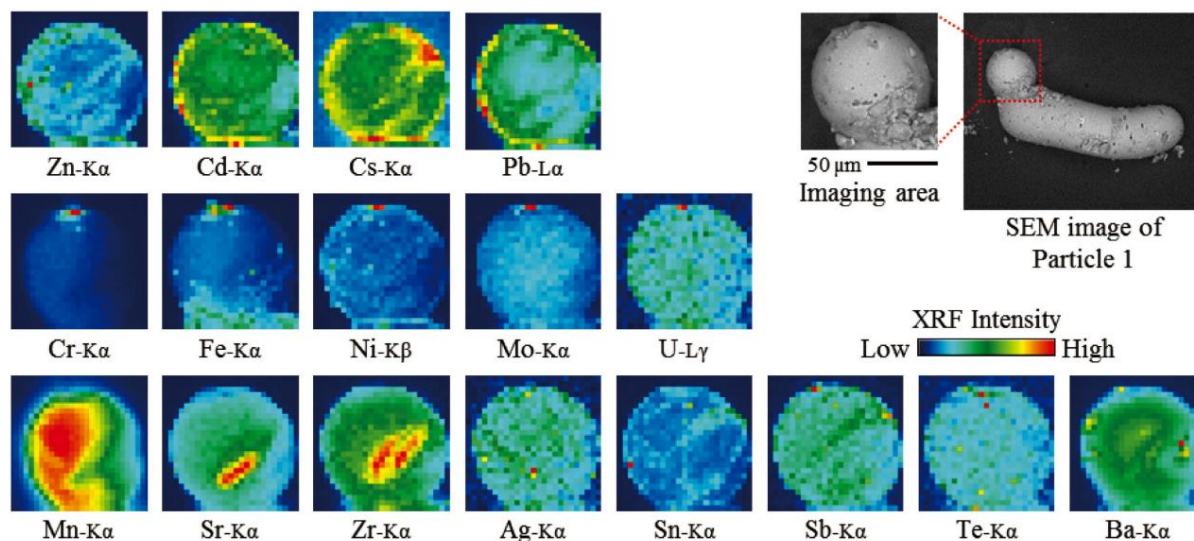 Zn-Kα Cd-Kα Cs-Kα Pb-Lα
50 μm
Imaging area
SEM image of
Particle 1
Cr-Kα Fe-Kα Ni-Kβ Mo-Kα U-Lγ
XRF Intensity
Low High
Mn-Kα Sr-Kα Zr-Kα Ag-Kα Sn-Kα Sb-Kα Te-Kα Ba-Kα